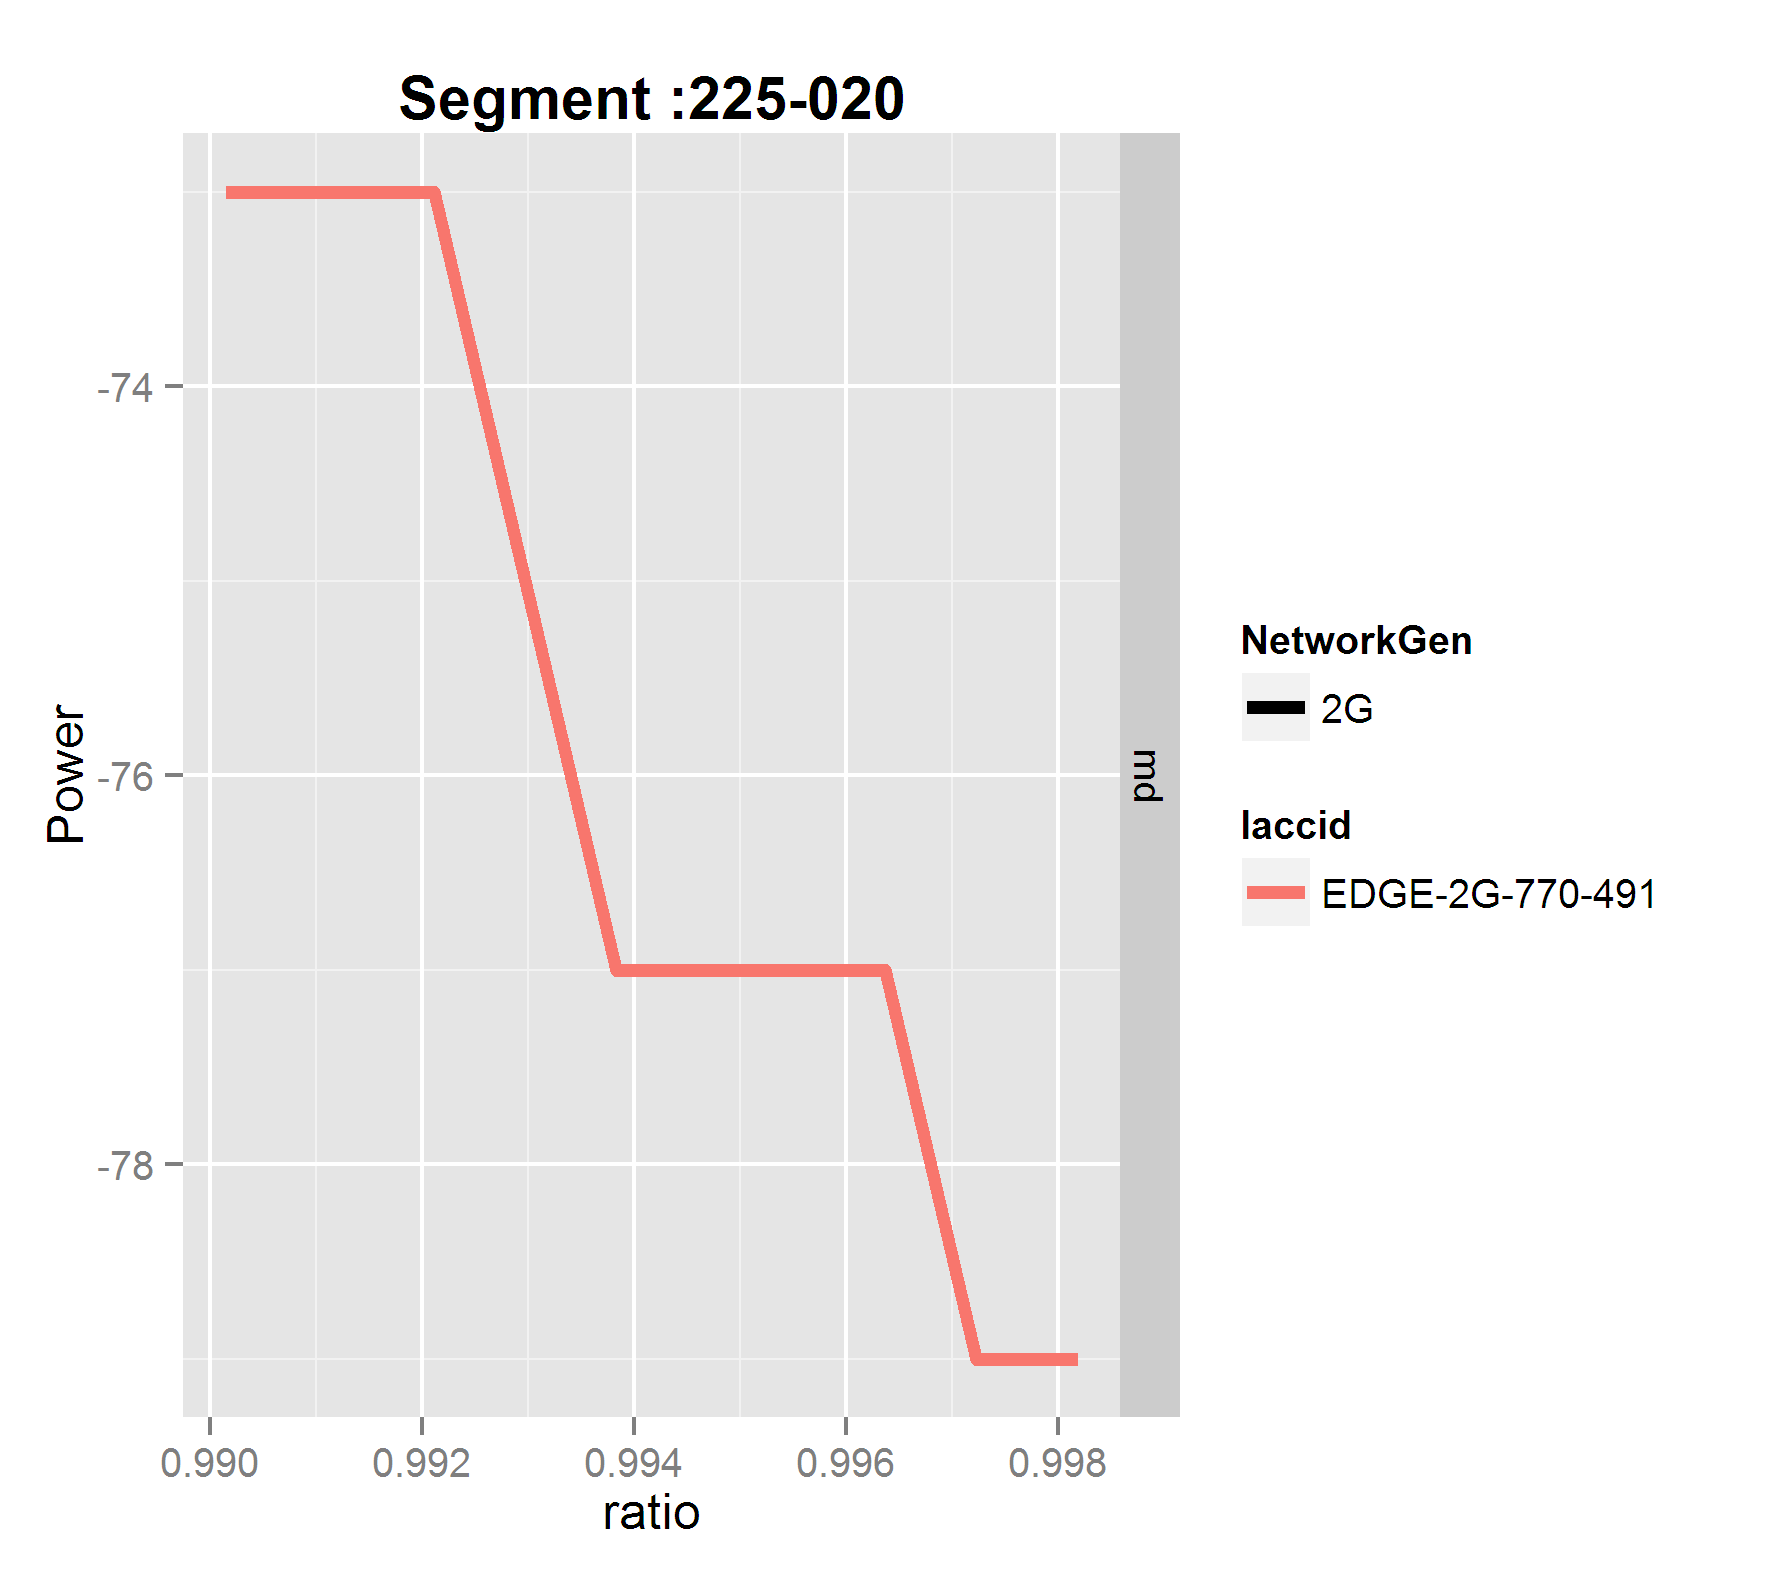 Segment :225-020
Power
-74
-76
-78
md
0.990 0.992 0.994 0.996 0.998
ratio
NetworkGen
2G
laccid
EDGE-2G-770-491